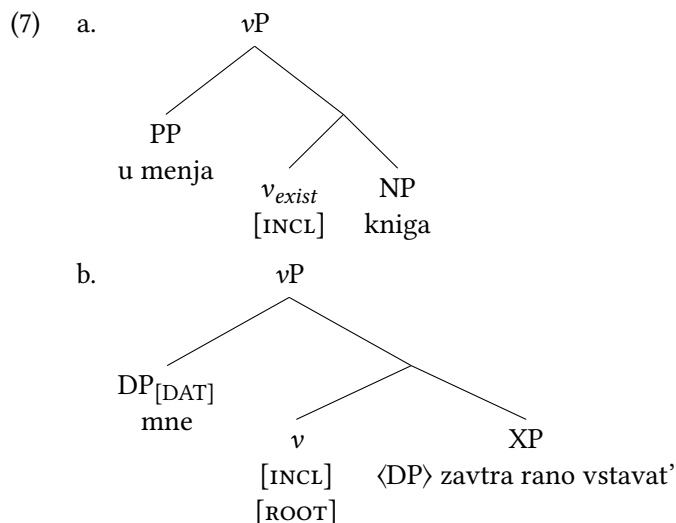 (7) a. vP
PP
u menja
v_exist NP
[INCL] kniga
b. vP
DP[DAT]
mne
v XP
[INCL] ⟨DP⟩ zavtra rano vstavat’
[ROOT]